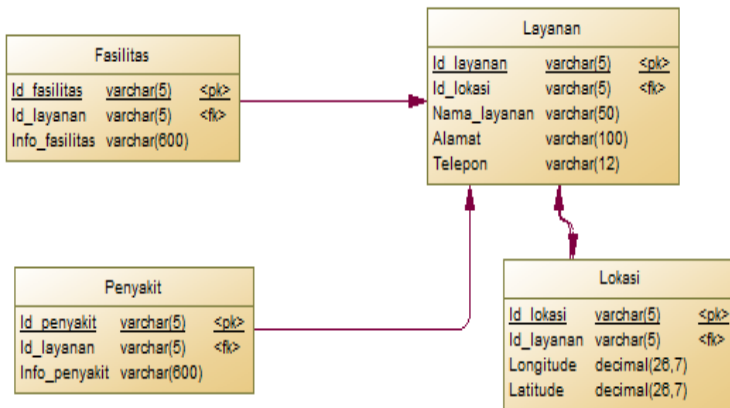 Fasilitas
Id_fasilitas varchar(5) <pk>
Id_layanan varchar(5) <fk>
Info_fasilitas varchar(600)
Layanan
Id_layanan varchar(5) <pk>
Id_lokasi varchar(5) <fk>
Nama_layanan varchar(50)
Alamat varchar(100)
Telepon varchar(12)
Penyakit
Id_penyakit varchar(5) <pk>
Id_layanan varchar(5) <fk>
Info_penyakit varchar(600)
Lokasi
Id_lokasi varchar(5) <pk>
Id_layanan varchar(5) <fk>
Longitude decimal(26,7)
Latitude decimal(26,7)